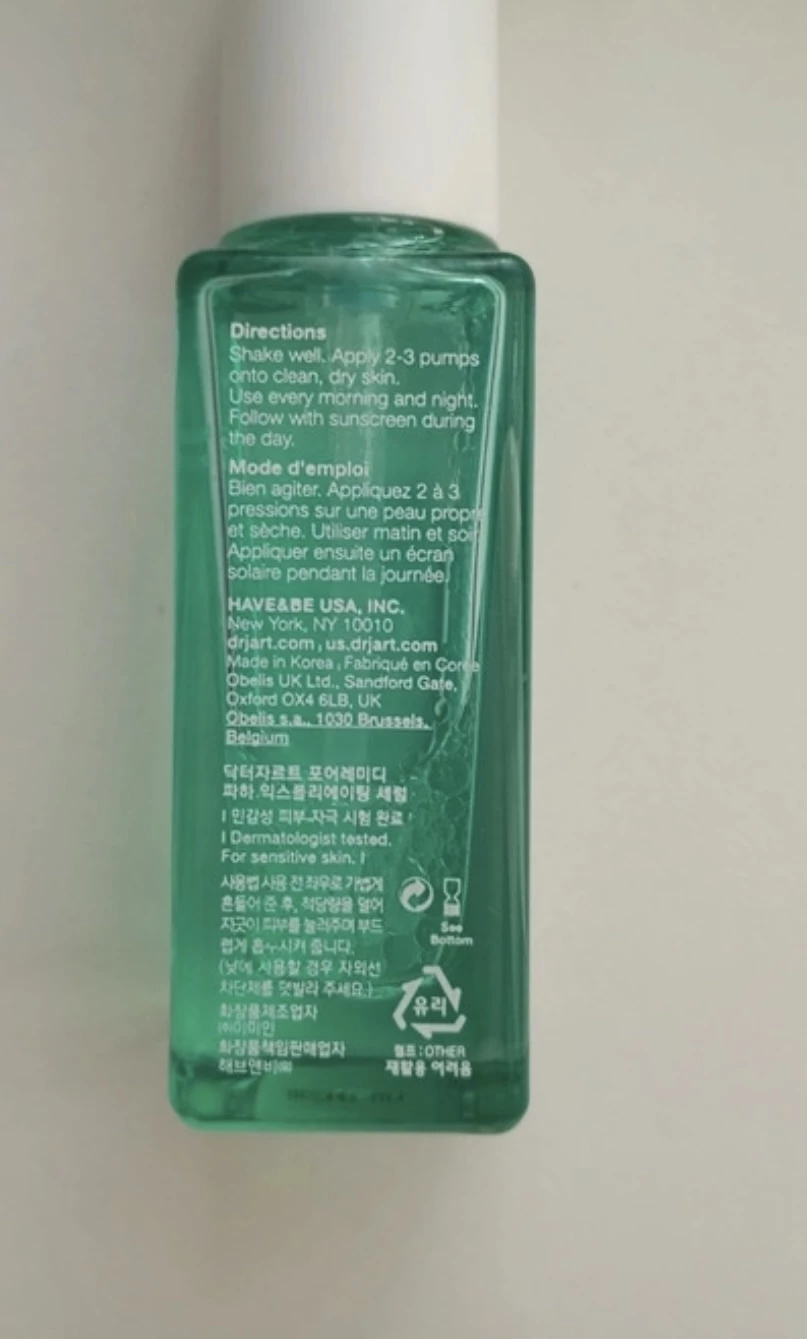 Directions
Shake well. Apply 2-3 pumps
onto clean, dry skin.
Use every morning and night.
Follow with sunscreen during
the day.
Mode d'emploi
Bien agiter. Appliquez 2 à 3
pressions sur une peau propre
et sèche. Utiliser matin et soir
Appliquer ensuite un écran
solaire pendant la journée.
HAVE&BE USA, INC.
New York, NY 10010
drjart.com, us.drjart.com
Made in Korea, Fabriqué en Corée
Obelis UK Ltd., Sandford Gate,
Oxford OX4 6LB, UK
Obelis s.a., 1030 Brussels,
Belgium
닥터자르트 포어레미디
파하 익스폴리에이팅 세럼
| 민감성 피부 자극 시험 완료
| Dermatologist tested.
For sensitive skin. |
사용법 사용 전 좌우로 가볍게
흔들어 준 후, 적당량을 덜어
지긋이 피부를 눌러주며 부드
럽게 흡수시켜 줍니다.
(낮에 사용할 경우 자외선
차단제를 덧발라 주세요.)
화장품제조업자
㈜이미인
화장품책임판매업자
해브앤비㈜
See
Bottom
유리
펌프 : OTHER
재활용 어려움